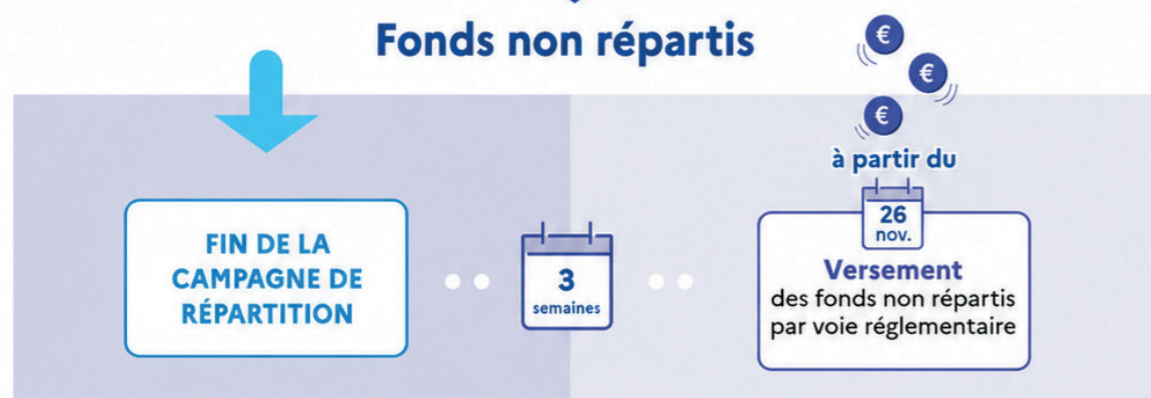 Fonds non répartis
€
€
€
à partir du
26
nov.
FIN DE LA
CAMPAGNE DE
RÉPARTITION
3
semaines
Versement
des fonds non répartis
par voie réglementaire